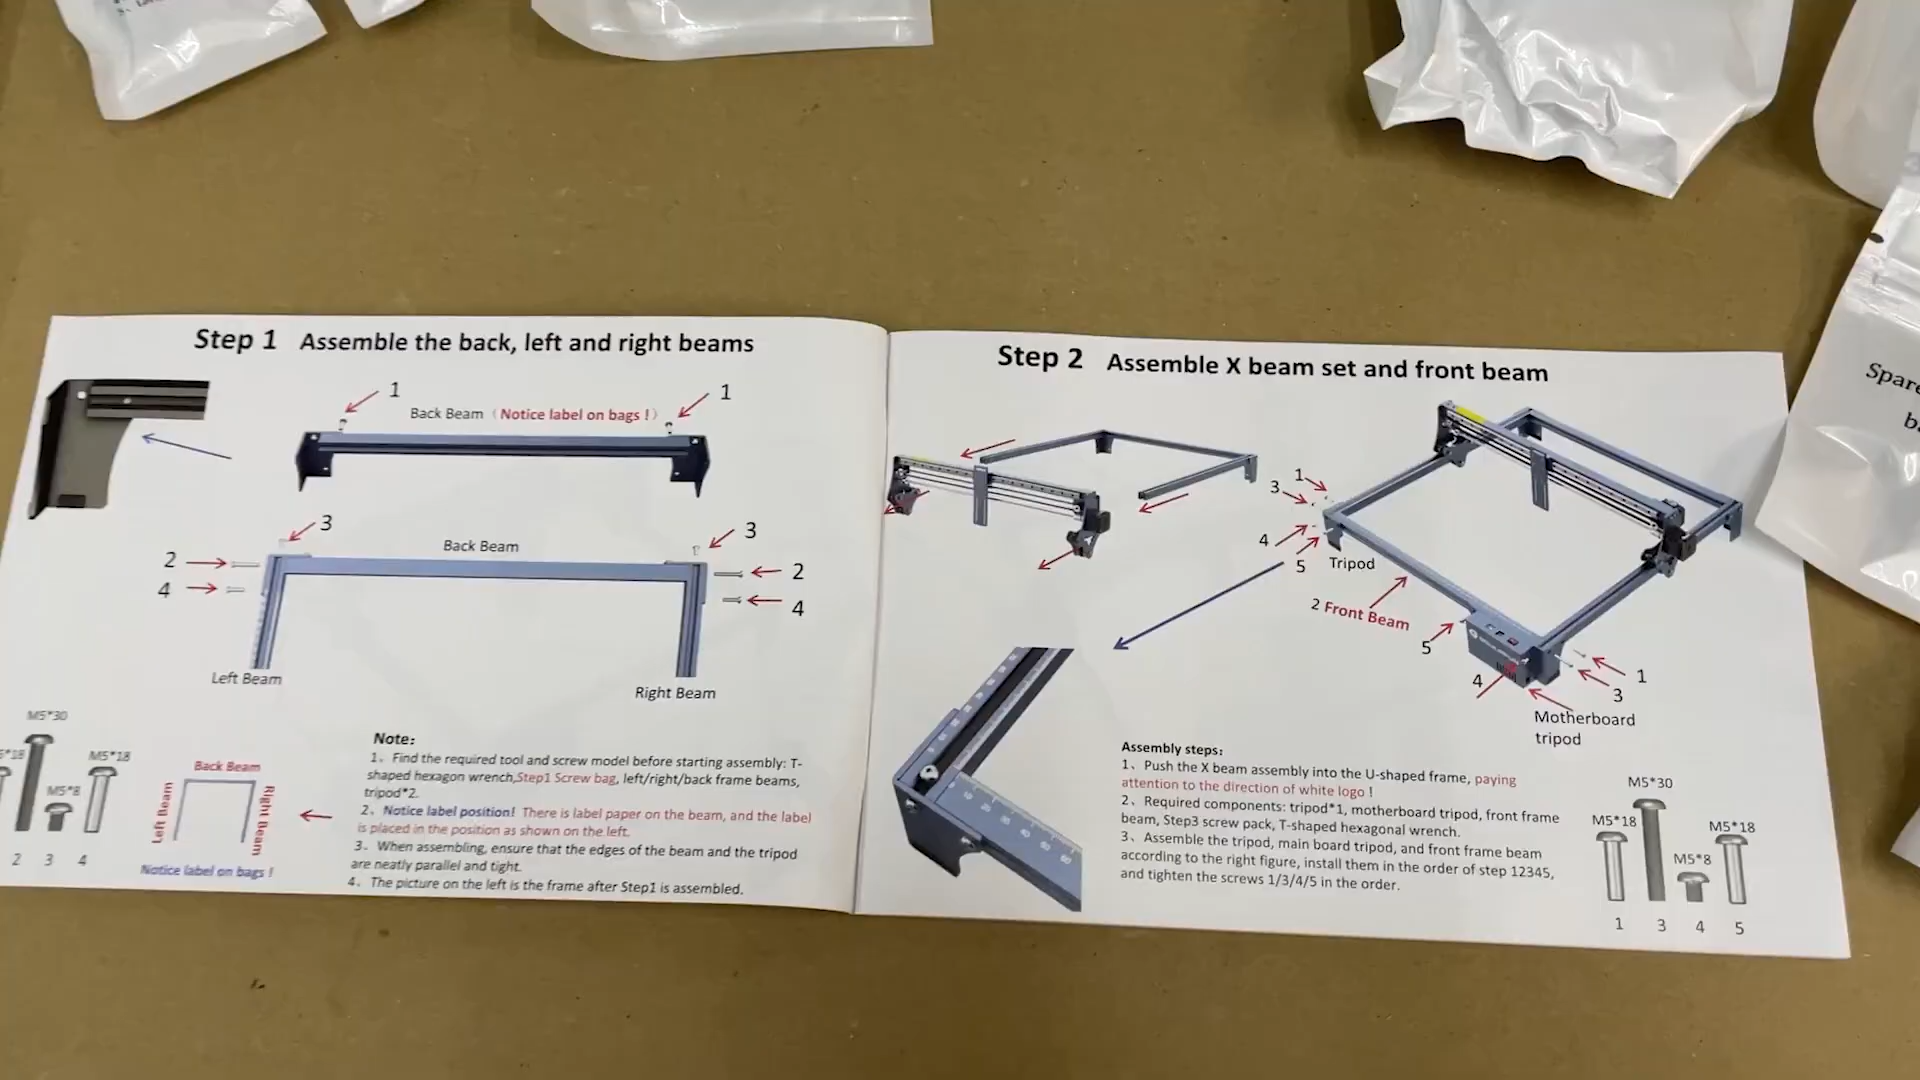 Spare
Step 1 Assemble the back, left and right beams
1
1
Back Beam (Notice label on bags !)
3
3
Back Beam
2
2
4
4
Left Beam
Right Beam
M5*30
M5*18
M5*8
2 3 4
Back Beam
Left Beam
Right Beam
Notice label on bags !
Note:
1、Find the required tool and screw model before starting assembly: T-
shaped hexagon wrench,Step1 Screw bag, left/right/back frame beams,
tripod*2.
2、Notice label position! There is label paper on the beam, and the label
is placed in the position as shown on the left.
3、When assembling, ensure that the edges of the beam and the tripod
are neatly parallel and tight.
4、The picture on the left is the frame after Step1 is assembled.
Step 2 Assemble X beam set and front beam
1
3
4
5
Tripod
2 Front Beam
5
4
1
3
Motherboard
tripod
Assembly steps:
1、Push the X beam assembly into the U-shaped frame, paying
attention to the direction of white logo !
2、Required components: tripod*1, motherboard tripod, front frame
beam, Step3 screw pack, T-shaped hexagonal wrench.
3、Assemble the tripod, main board tripod, and front frame beam
according to the right figure, install them in the order of step 12345,
and tighten the screws 1/3/4/5 in the order.
M5*30
M5*18
M5*18
M5*8
1 3 4 5